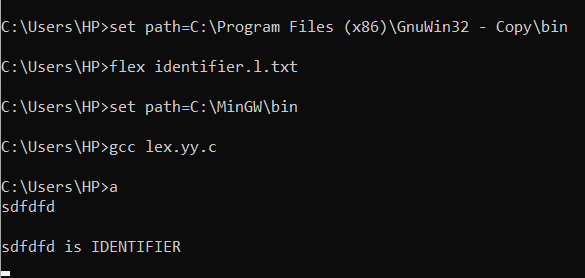 C:\Users\HP>set path=C:\Program Files (x86)\GnuWin32 - Copy\bin
C:\Users\HP>flex identifier.l.txt
C:\Users\HP>set path=C:\MinGW\bin
C:\Users\HP>gcc lex.yy.c
C:\Users\HP>a
sdfdfd
sdfdfd is IDENTIFIER